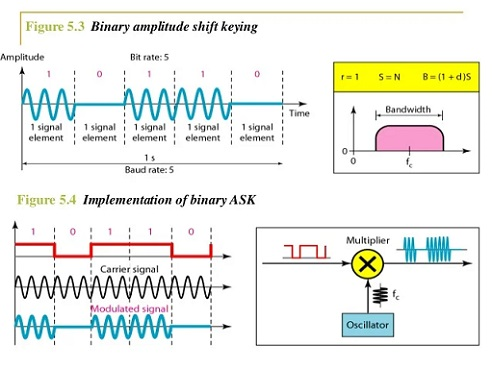 Figure 5.3 Binary amplitude shift keying
Amplitude
Bit rate: 5
1 0 1 1 0
Time
1 signal element 1 signal element 1 signal element 1 signal element 1 signal element
1 s
Baud rate: 5
r = 1 S = N B = (1 + d)S
Bandwidth
0
0 fc
Figure 5.4 Implementation of binary ASK
1 0 1 1 0
Carrier signal
Modulated signal
Multiplier
fc
Oscillator